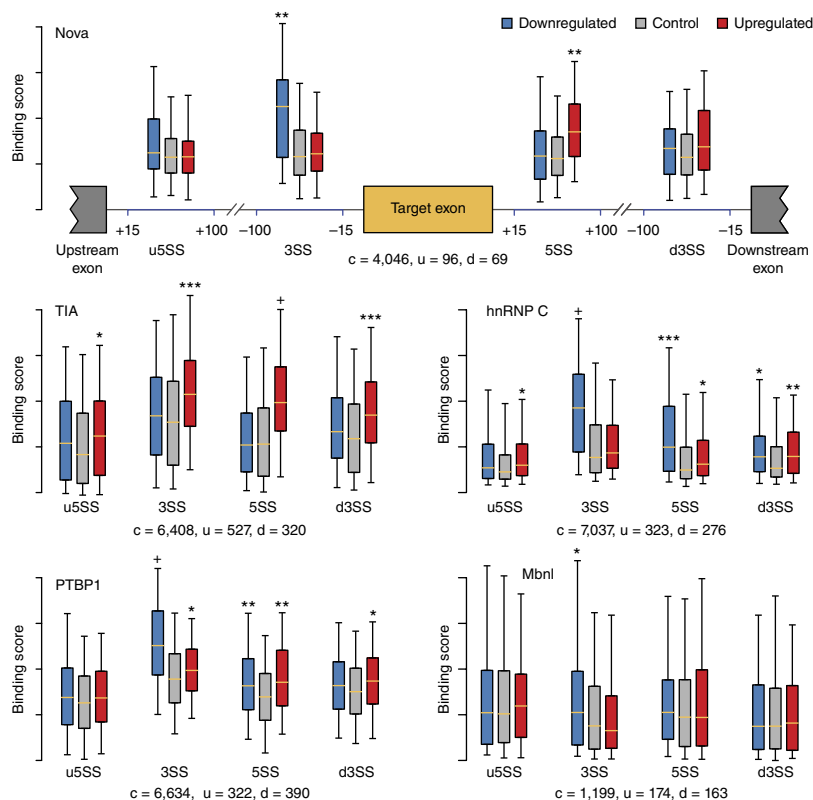 Nova
Downregulated
Control
Upregulated
Binding score
**
**
Target exon
+15
+100
−100
−15
+15
+100
−100
−15
Upstream
exon
u5SS
3SS
5SS
d3SS
Downstream
exon
c = 4,046, u = 96, d = 69
TIA
Binding score
*
***
+
***
u5SS
3SS
5SS
d3SS
c = 6,408, u = 527, d = 320
hnRNP C
Binding score
*
+
***
*
*
**
u5SS
3SS
5SS
d3SS
c = 7,037, u = 323, d = 276
PTBP1
Binding score
+
*
**
**
*
u5SS
3SS
5SS
d3SS
c = 6,634, u = 322, d = 390
Mbnl
Binding score
*
u5SS
3SS
5SS
d3SS
c = 1,199, u = 174, d = 163